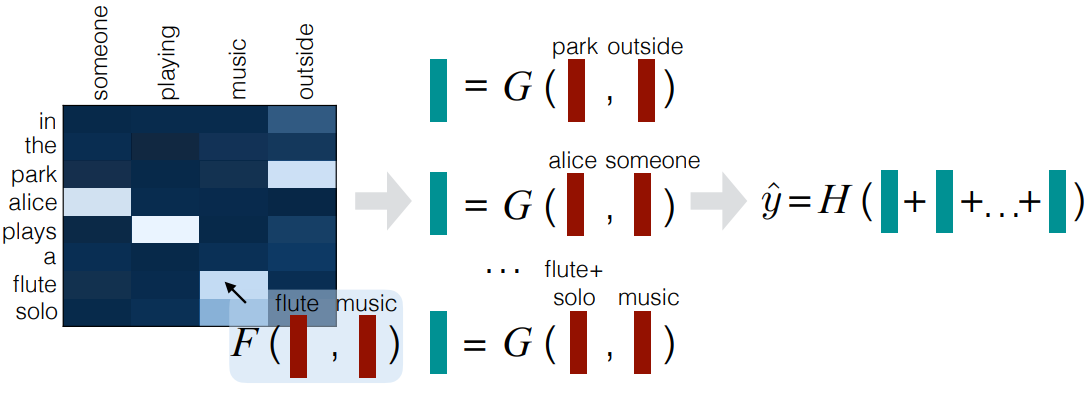 someone playing music outside
in
the
park
alice
plays
a
flute
solo
F ( flute , music )
park outside
= G ( , )
alice someone
= G ( , )
...
flute+
solo music
= G ( , )
ŷ = H ( + + ... + )